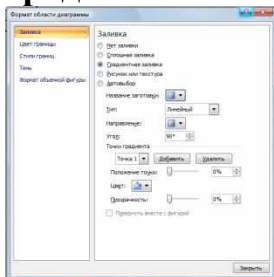 Формат области диаграммы
Заливка
Цвет границы
Стили границ
Тень
Формат объемной фигуры
Заливка
Нет заливки
Сплошная заливка
Градиентная заливка
Рисунок или текстура
Автовыбор
Название заготовки:
Тип: Линейный
Направление:
Угол: 90°
Точки градиента
Точка 1 Добавить Удалить
Положение точки: 0%
Цвет:
Прозрачность: 0%
Повернуть вместе с фигурой
Закрыть